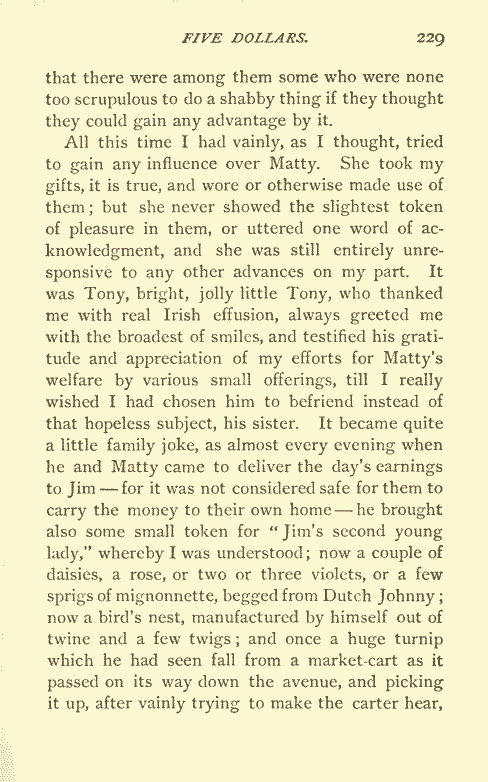 FIVE DOLLARS. 229
that there were among them some who were none
too scrupulous to do a shabby thing if they thought
they could gain any advantage by it.
All this time I had vainly, as I thought, tried
to gain any influence over Matty. She took my
gifts, it is true, and wore or otherwise made use of
them; but she never showed the slightest token
of pleasure in them, or uttered one word of ac-
knowledgment, and she was still entirely unre-
sponsive to any other advances on my part. It
was Tony, bright, jolly little Tony, who thanked
me with real Irish effusion, always greeted me
with the broadest of smiles, and testified his grati-
tude and appreciation of my efforts for Matty's
welfare by various small offerings, till I really
wished I had chosen him to befriend instead of
that hopeless subject, his sister. It became quite
a little family joke, as almost every evening when
he and Matty came to deliver the day's earnings
to Jim — for it was not considered safe for them to
carry the money to their own home — he brought
also some small token for "Jim's second young
lady," whereby I was understood; now a couple of
daisies, a rose, or two or three violets, or a few
sprigs of mignonnette, begged from Dutch Johnny;
now a bird's nest, manufactured by himself out of
twine and a few twigs; and once a huge turnip
which he had seen fall from a market-cart as it
passed on its way down the avenue, and picking
it up, after vainly trying to make the carter hear,